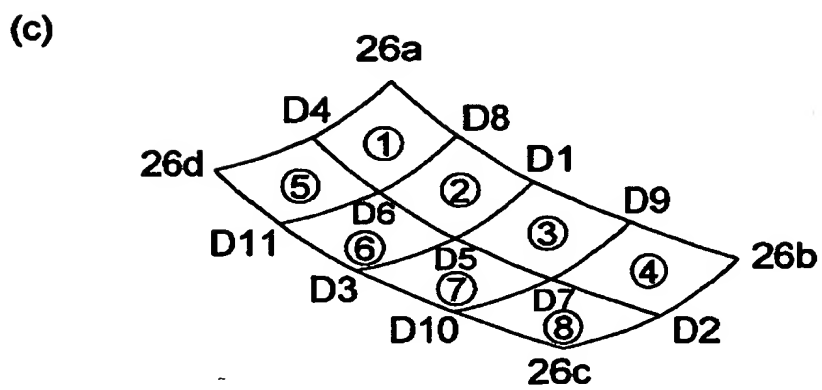 (c)
26a
D4
D8
①
26d
D1
⑤
②
D9
D6
D11
⑥
③
26b
D5
④
D3
⑦
D7
D10
⑧
D2
26c